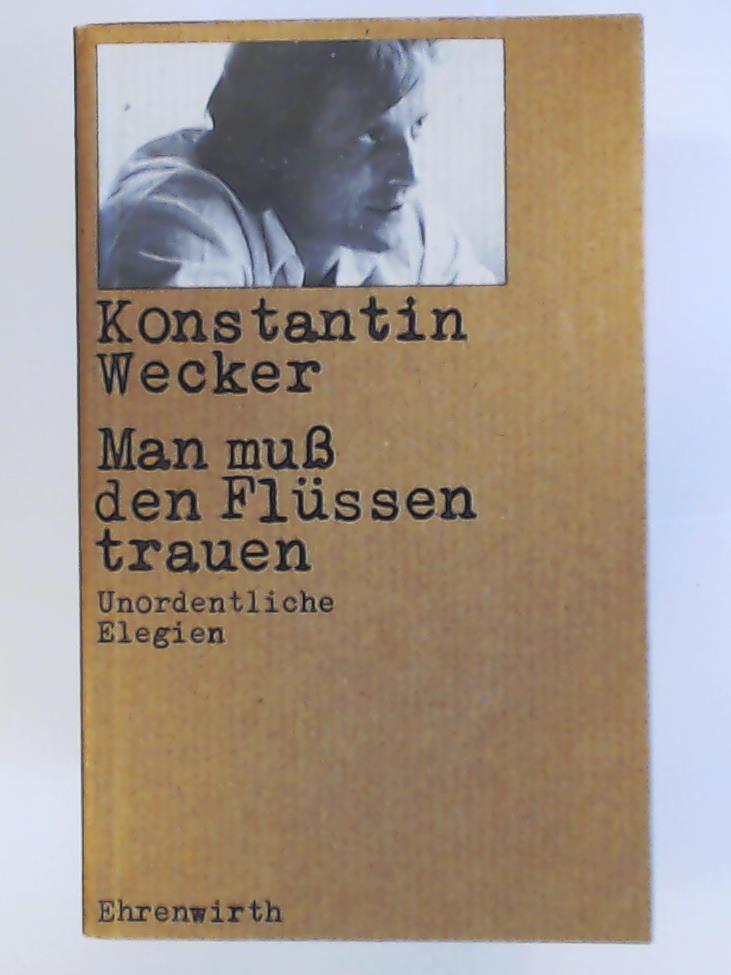 Konstantin
Wecker
Man muß
den Flüssen
trauen
Unordentliche
Elegien
Ehrenwirth